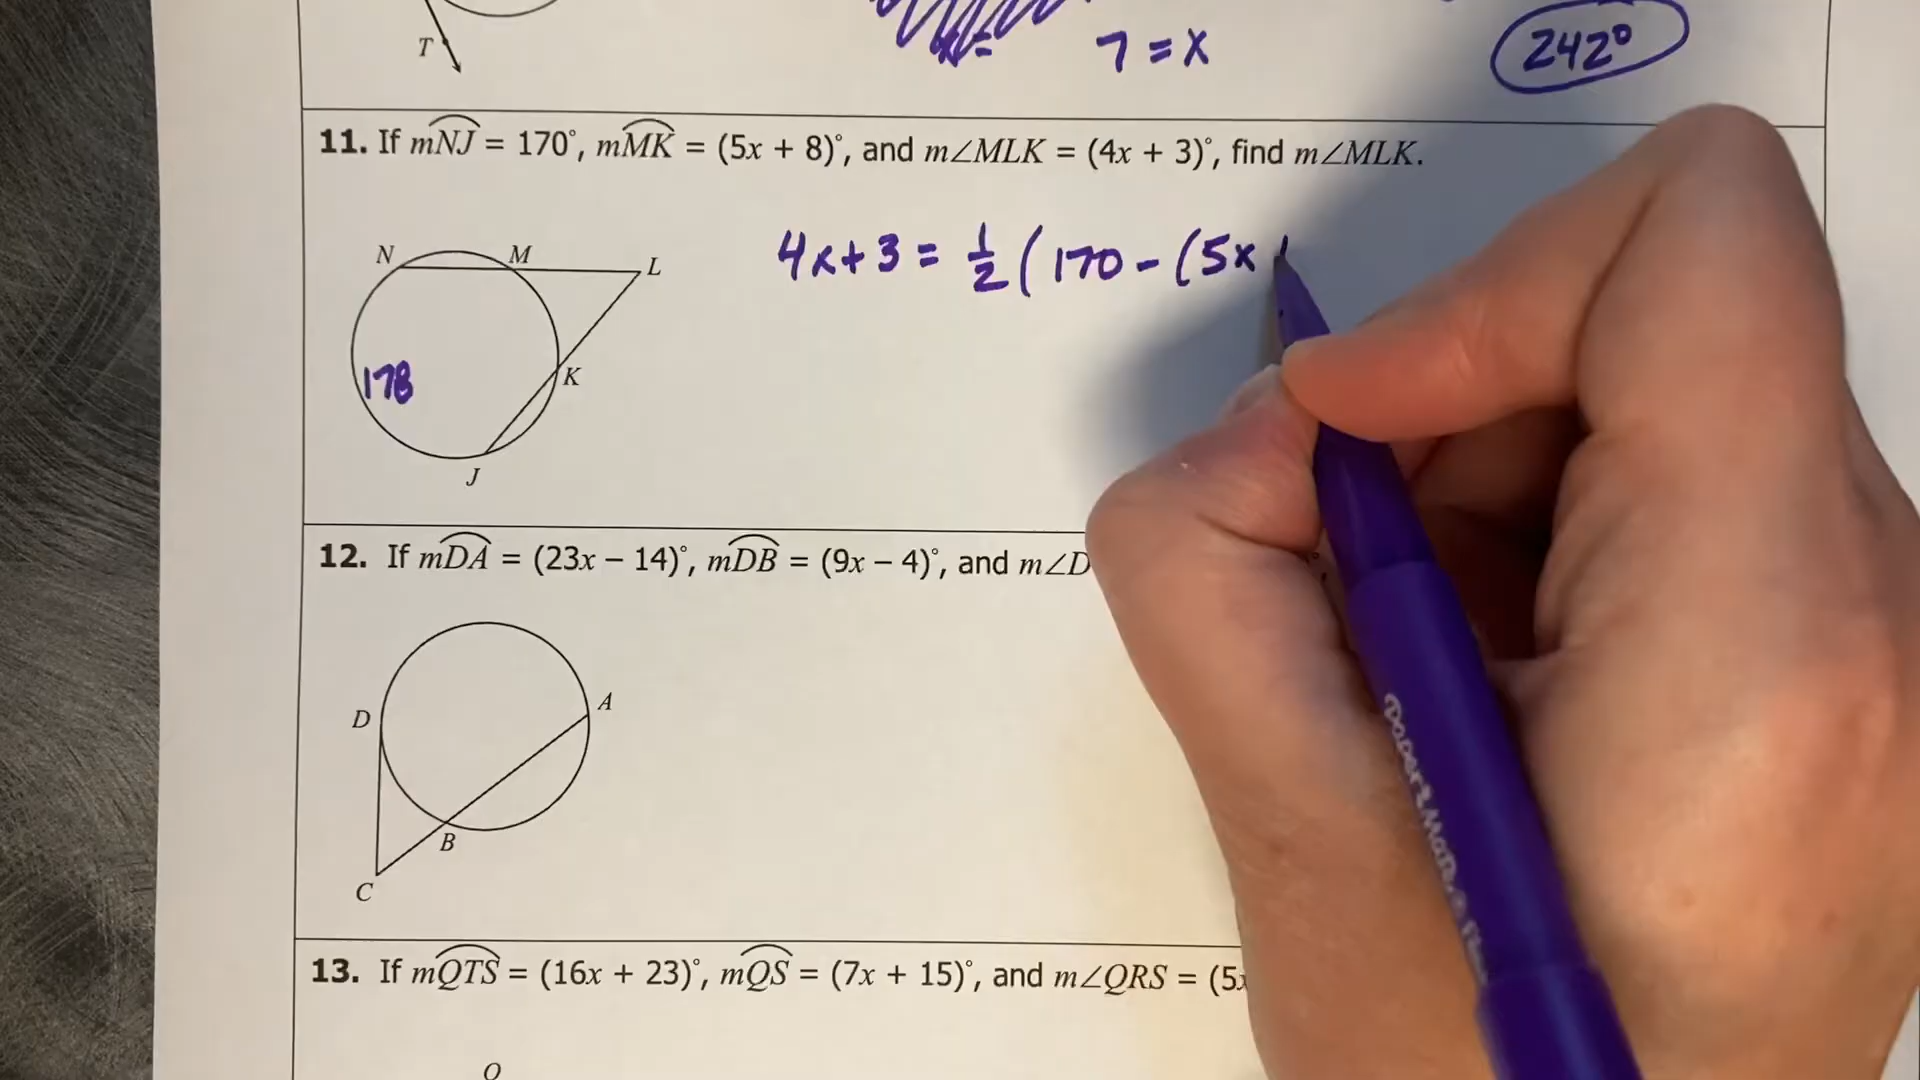 T
7 = x
242°
11. If mNJ = 170°, mMK = (5x + 8)°, and m∠MLK = (4x + 3)°, find m∠MLK.
4x+3 = 1/2 ( 170 - (5x
N
M
L
178
K
J
12. If mDA = (23x – 14)°, mDB = (9x – 4)°, and m∠D
D
A
B
C
PaperMate
13. If mQTS = (16x + 23)°, mQS = (7x + 15)°, and m∠QRS = (5x
Q